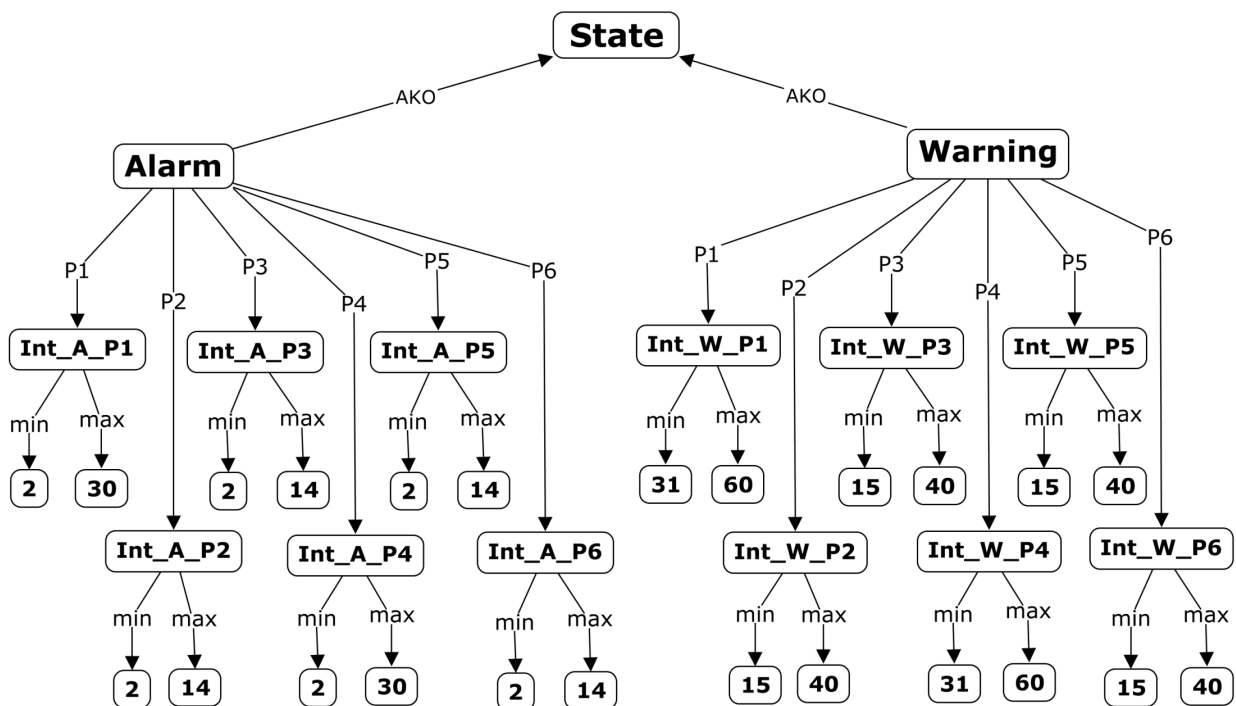 State
AKO
AKO
Alarm
Warning
P1
P2
P3
P4
P5
P6
P1
P2
P3
P4
P5
P6
Int_A_P1
Int_A_P3
Int_A_P5
Int_W_P1
Int_W_P3
Int_W_P5
min
max
min
max
min
max
min
max
min
max
min
max
2
30
2
14
2
14
31
60
15
40
15
40
Int_A_P2
Int_A_P4
Int_A_P6
Int_W_P2
Int_W_P4
Int_W_P6
min
max
min
max
min
max
min
max
min
max
min
max
2
14
2
30
2
14
15
40
31
60
15
40